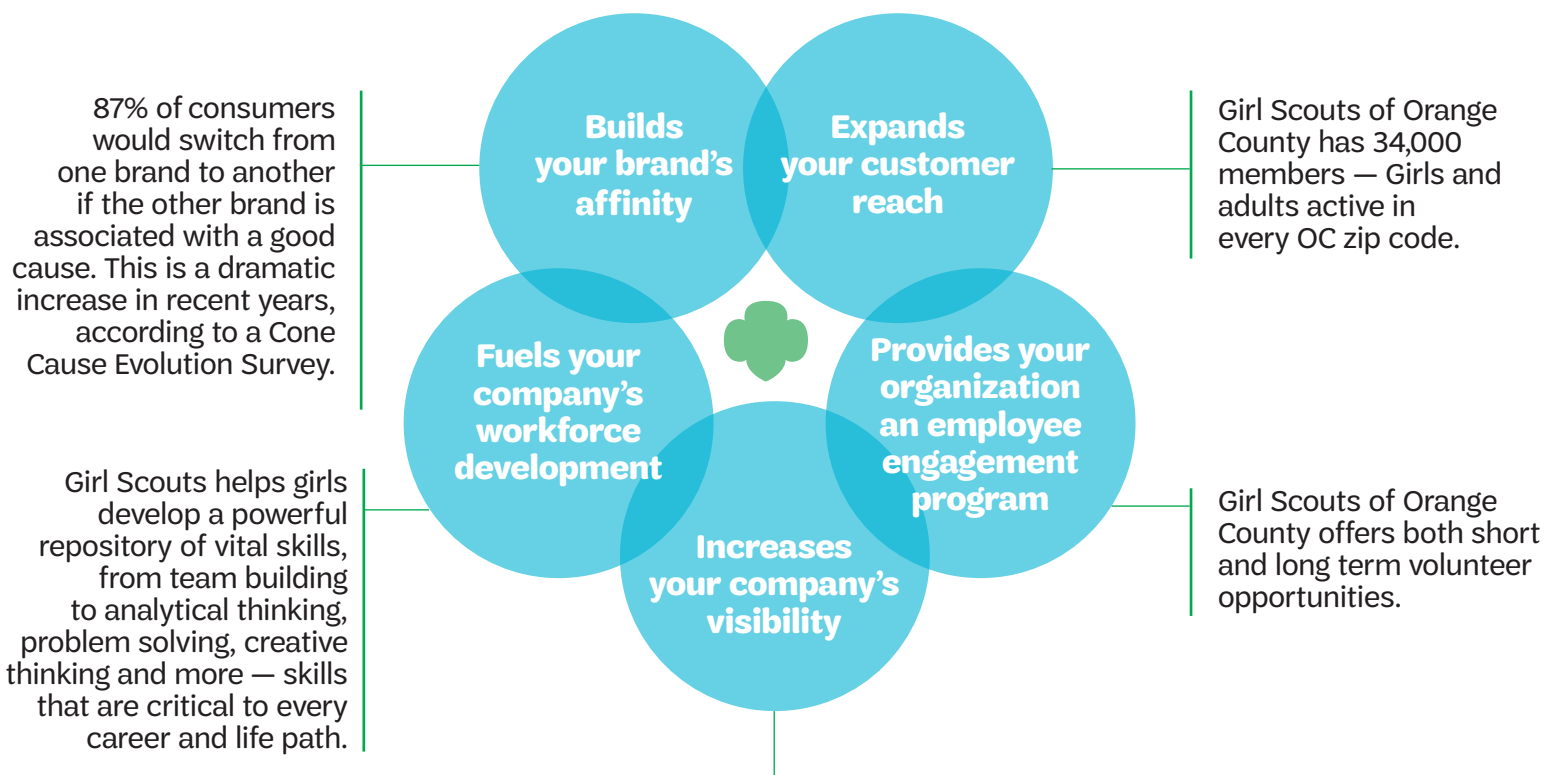 87% of consumers
would switch from
one brand to another
if the other brand is
associated with a good
cause. This is a dramatic
increase in recent years,
according to a Cone
Cause Evolution Survey.
Builds
your brand’s
affinity
Expands
your customer
reach
Girl Scouts of Orange
County has 34,000
members — Girls and
adults active in
every OC zip code.
Girl Scouts helps girls
develop a powerful
repository of vital skills,
from team building
to analytical thinking,
problem solving, creative
thinking and more — skills
that are critical to every
career and life path.
Fuels your
company’s
workforce
development
Provides your
organization
an employee
engagement
program
Girl Scouts of Orange
County offers both short
and long term volunteer
opportunities.
Increases
your company’s
visibility